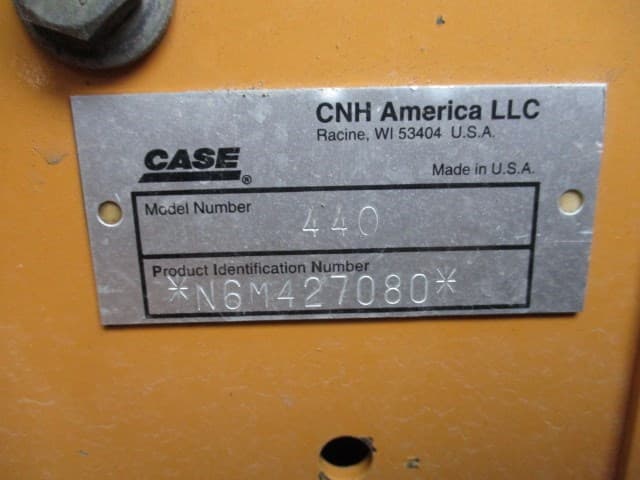 CNH America LLC
Racine, WI 53404 U.S.A.
CASE®
Made in U.S.A.
Model Number
440
Product Identification Number
*N6M427080*